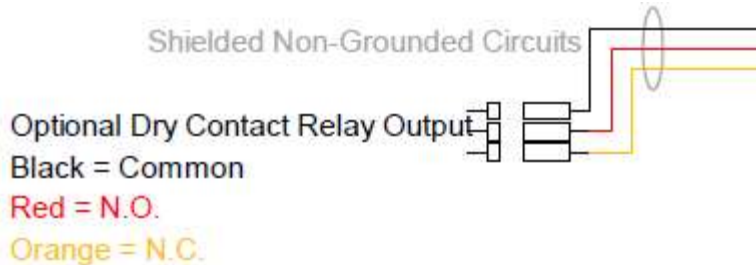 Shielded Non-Grounded Circuits
Optional Dry Contact Relay Output
Black = Common
Red = N.O.
Orange = N.C.